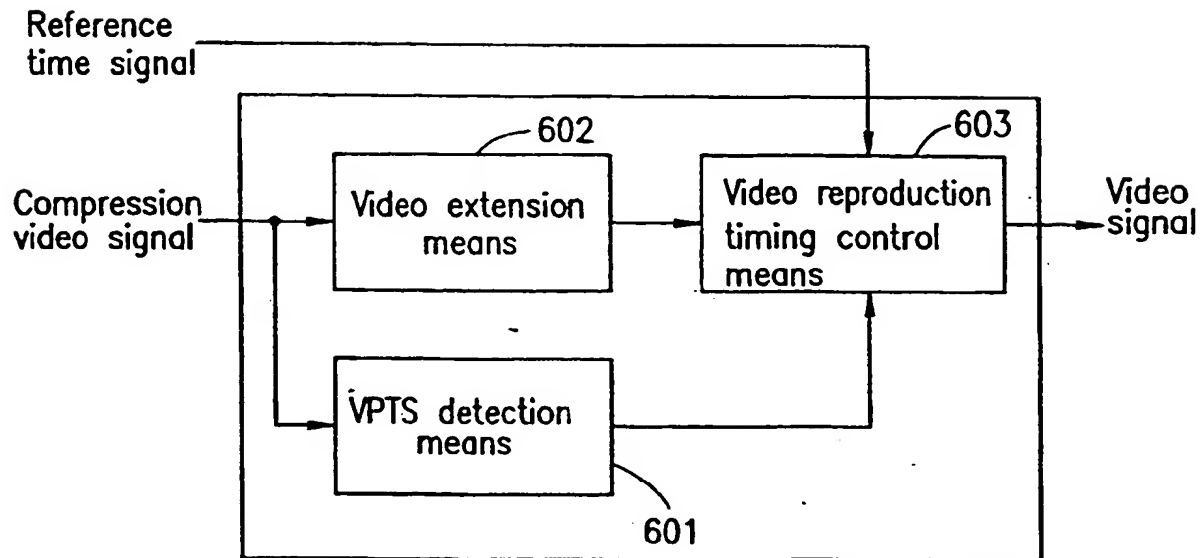 Reference
time signal
602
603
Compression
video signal
Video extension
means
Video reproduction
timing control
means
Video
signal
VPTS detection
means
601